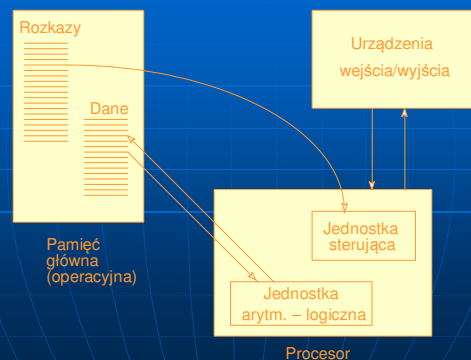 Rozkazy
Dane
Pamięć
główna
(operacyjna)
Urządzenia
wejścia/wyjścia
Jednostka
sterująca
Jednostka
arytm. – logiczna
Procesor